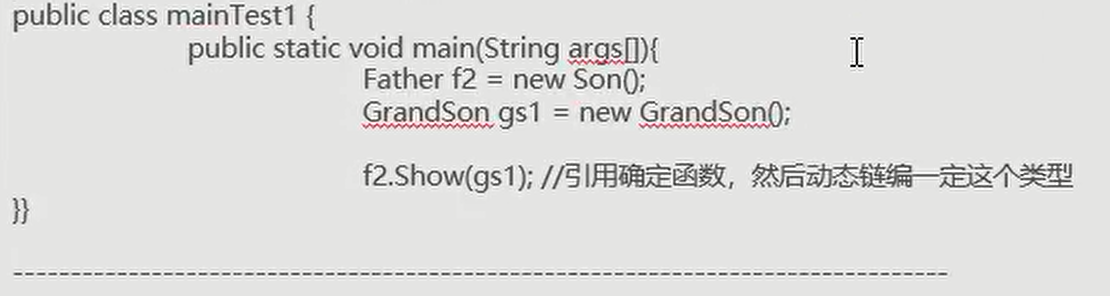 public class mainTest1 {
public static void main(String args[]){
Father f2 = new Son();
GrandSon gs1 = new GrandSon();
f2.Show(gs1); //引用确定函数，然后动态链编一定这个类型
}}
--------------------------------------------------------------------------------